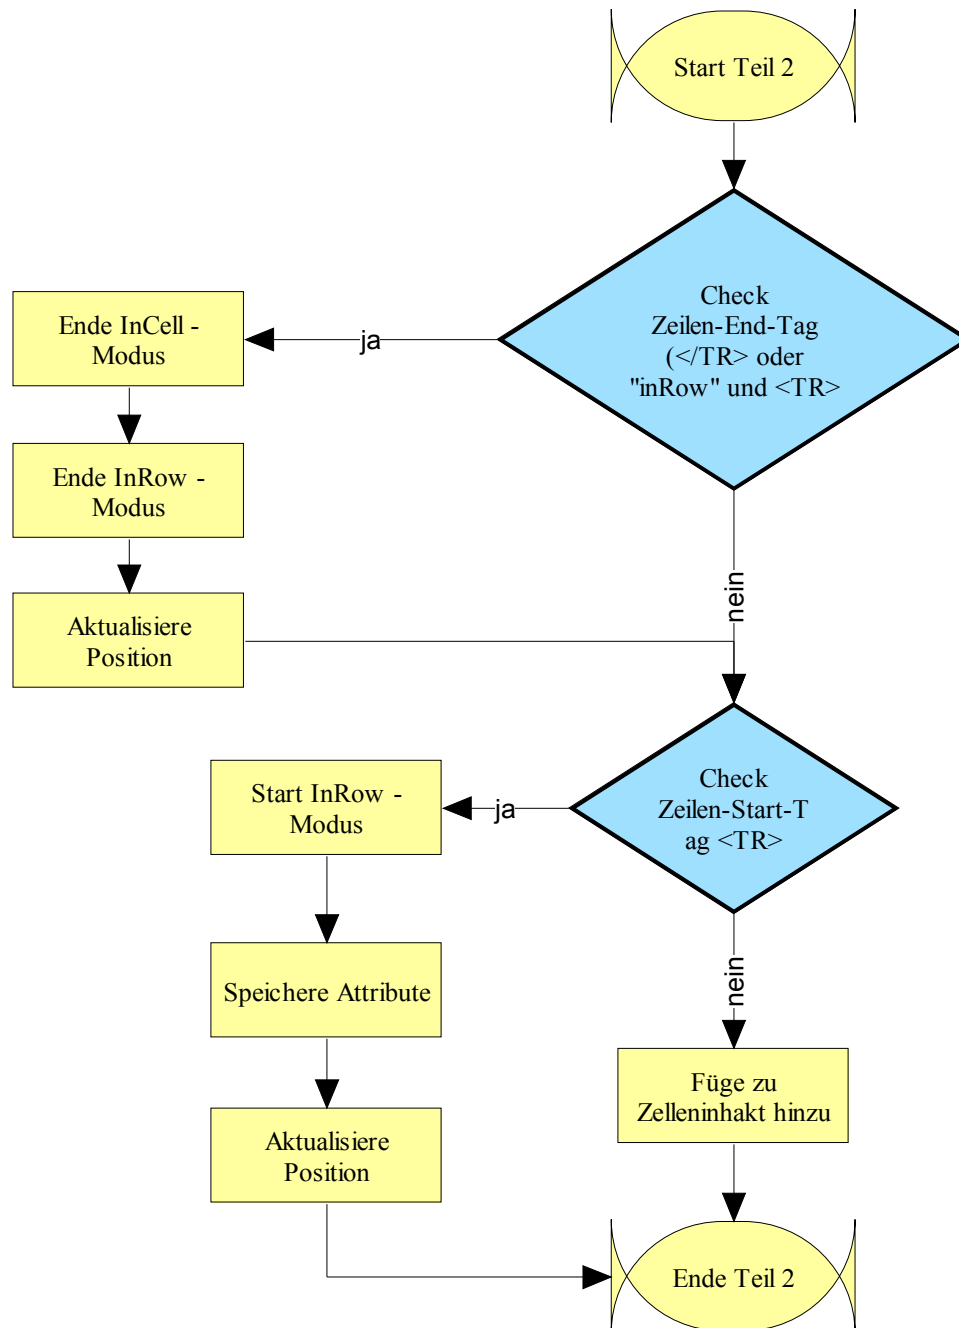 Start Teil 2
Check
Zeilen-End-Tag
(</TR> oder
"inRow" und <TR>
ja
Ende InCell -
Modus
Ende InRow -
Modus
Aktualisiere
Position
nein
Check
Zeilen-Start-T
ag <TR>
ja
Start InRow -
Modus
Speichere Attribute
Aktualisiere
Position
nein
Füge zu
Zelleninhakt hinzu
Ende Teil 2